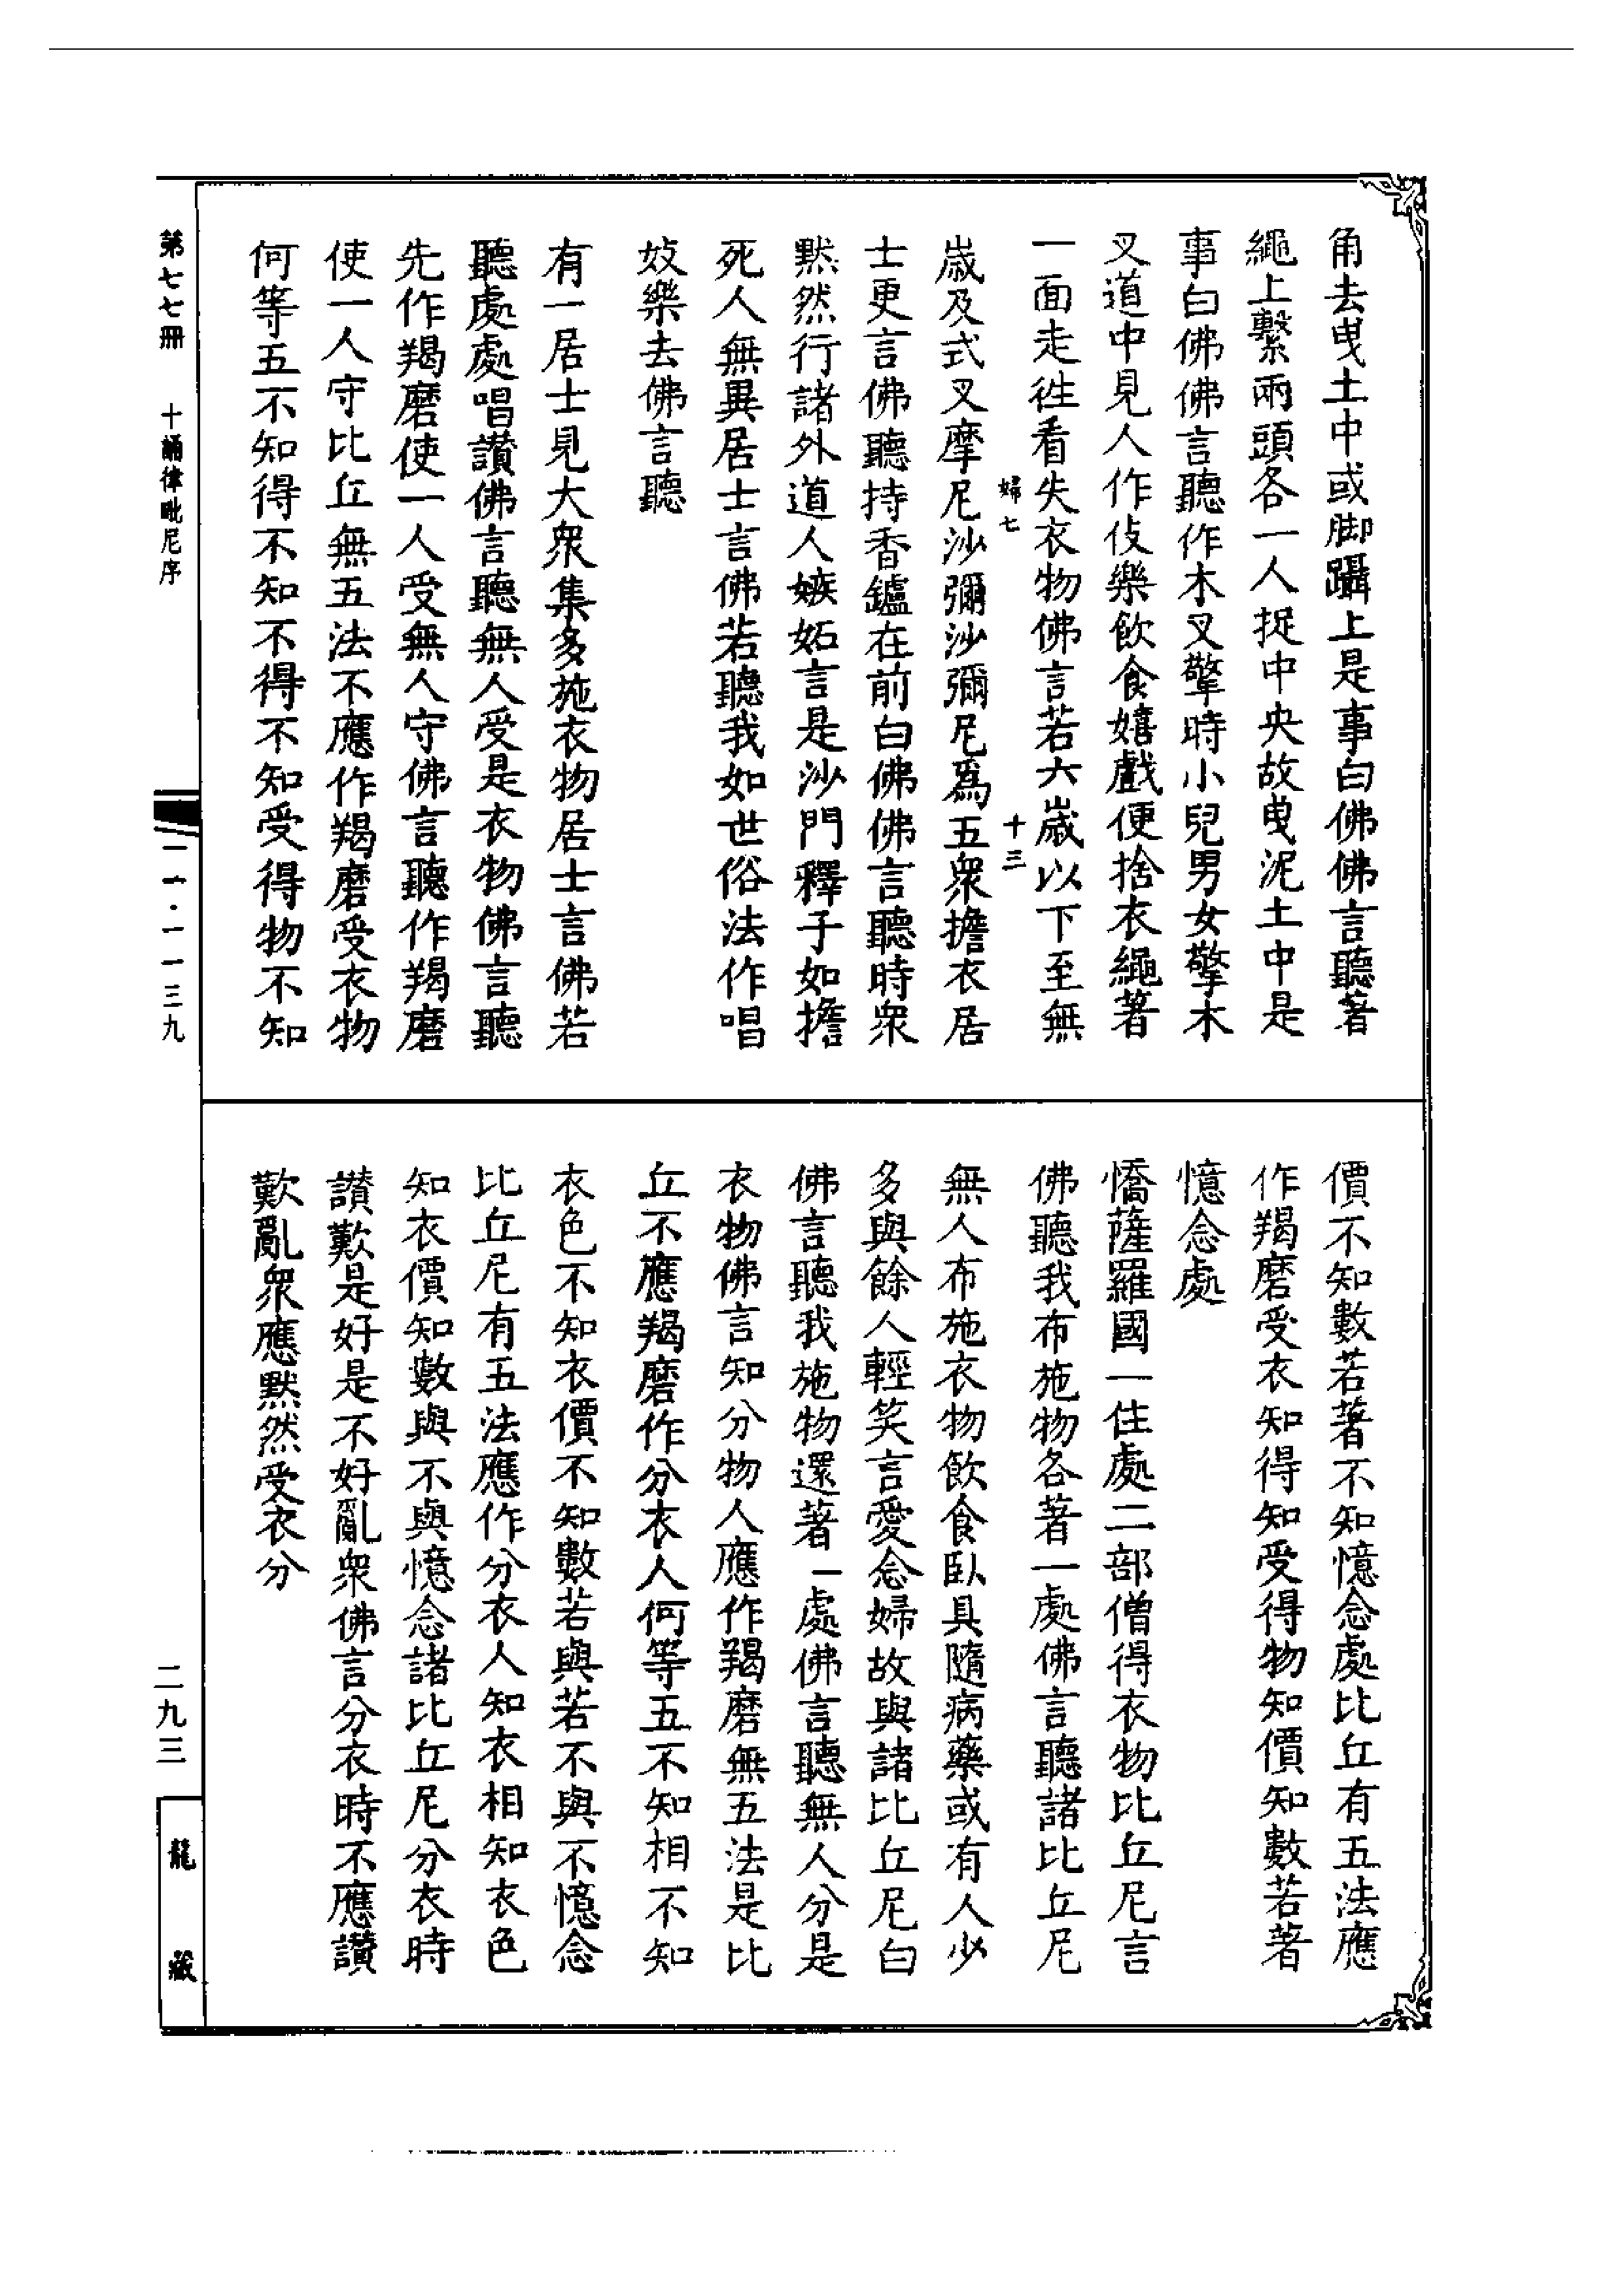 角去曳土中或脚躡上是事白佛佛言聽著
繩上繫兩頭各一人捉中央故曳泥土中是
事白佛佛言聽作木叉擎時小兒男女擎木
叉道中見人作伎樂飲食嬉戲便捨衣繩著
一面走徃看失衣物佛言若六歲以下至無
婦七
十三
歲及式叉摩尼沙彌沙彌尼爲五衆擔衣居
士更言佛聽持香鑪在前白佛佛言聽時衆
默然行諸外道人嫉妬言是沙門釋子如擔
死人無異居士言佛若聽我如世俗法作唱
妓樂去佛言聽
有一居士見大衆集多施衣物居士言佛若
聽處處唱讃佛言聽無人受是衣物佛言聽
先作羯磨使一人受無人守佛言聽作羯磨
使一人守比丘無五法不應作羯磨受衣物
何等五不知得不知不得不知受得物不知
價不知數若著不知憶念處比丘有五法應
作羯磨受衣知得知受得物知價知數若著
憶念處
憍薩羅國一住處二部僧得衣物比丘尼言
佛聽我布施物各著一處佛言聽諸比丘尼
無人布施衣物飲食臥具隨病藥或有人少
多與餘人輕笑言愛念婦故與諸比丘尼白
佛言聽我施物還著一處佛言聽無人分是
衣物佛言知分物人應作羯磨無五法是比
丘不應羯磨作分衣人何等五不知相不知
衣色不知衣價不知數若與若不與不憶念
比丘尼有五法應作分衣人知衣相知衣色
知衣價知數與不與憶念諸比丘尼分衣時
讃歎是好是不好亂衆佛言分衣時不應讃
歎亂衆應默然受衣分
第七七冊
十誦律毗尼序
一一·一一三九
二九三
龍藏